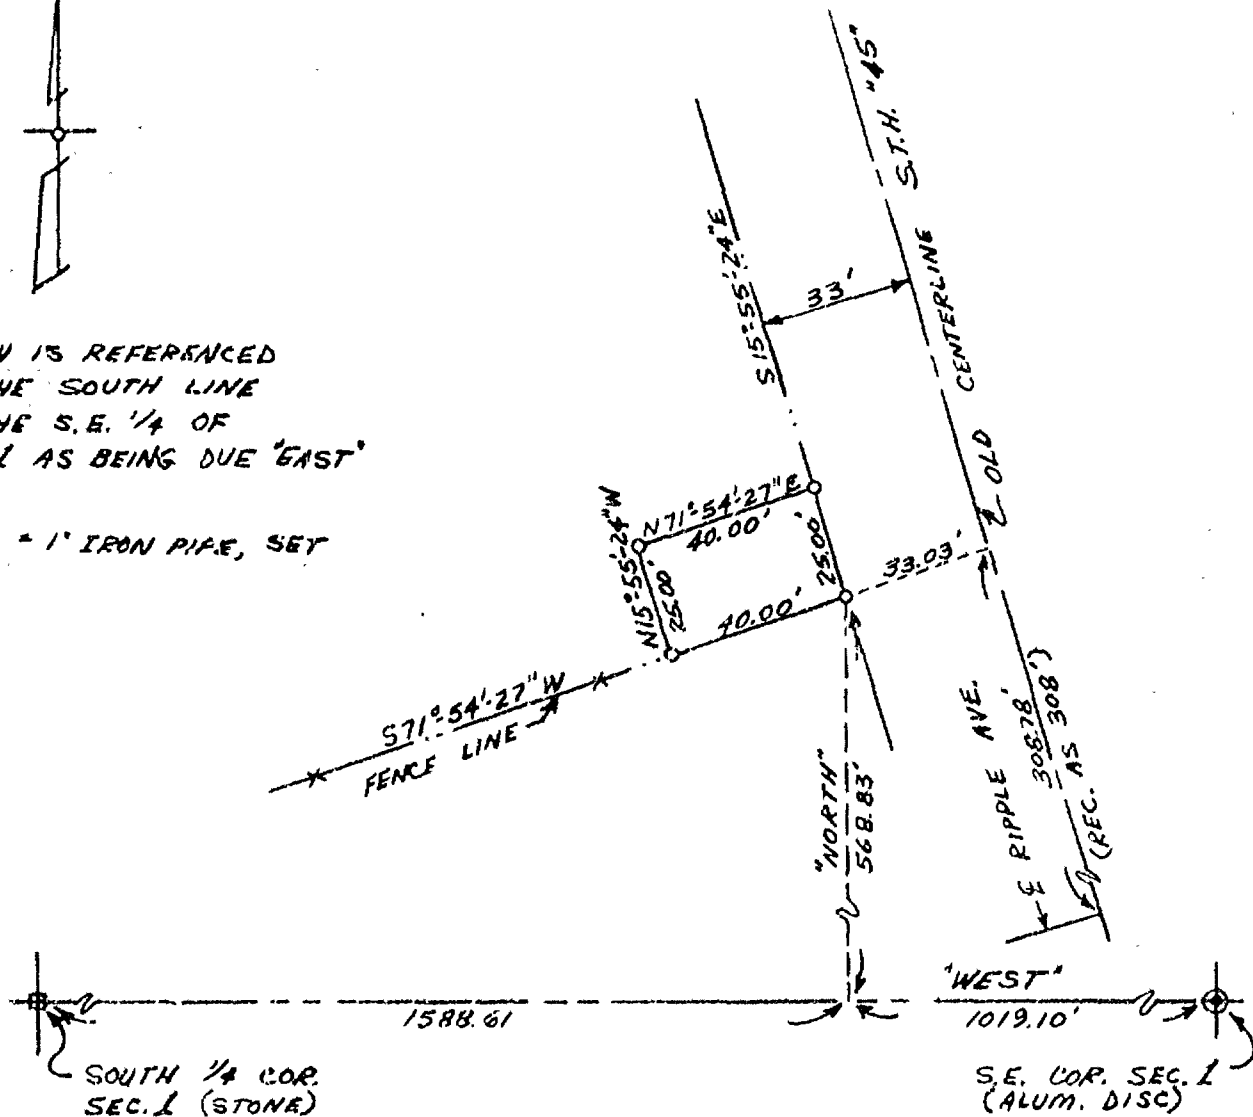 S.T.H. "45"
CENTERLINE
OLD
S15°-55'-24"E
33'
IS REFERENCED
SOUTH LINE
S.E. 1/4 OF
1 AS BEING DUE "EAST"
= 1" IRON PIPE, SET
N71°-54'-27"E
40.00'
N15°-55'-24"W
25.00'
25.00'
40.00'
33.03'
S71°-54'-27"W
FENCE LINE
"NORTH"
568.83'
℄ RIPPLE AVE.
308.78'
(REC. AS 308')
"WEST"
1588.61
1019.10'
SOUTH 1/4 COR.
SEC. 1 (STONE)
S.E. COR. SEC. 1
(ALUM. DISC)